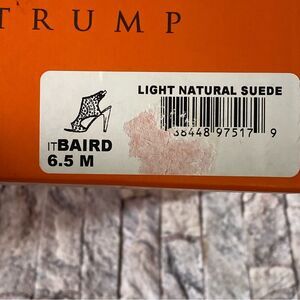 TRUMP
LIGHT NATURAL SUEDE
38448 97517 9
ITBAIRD
6.5 M